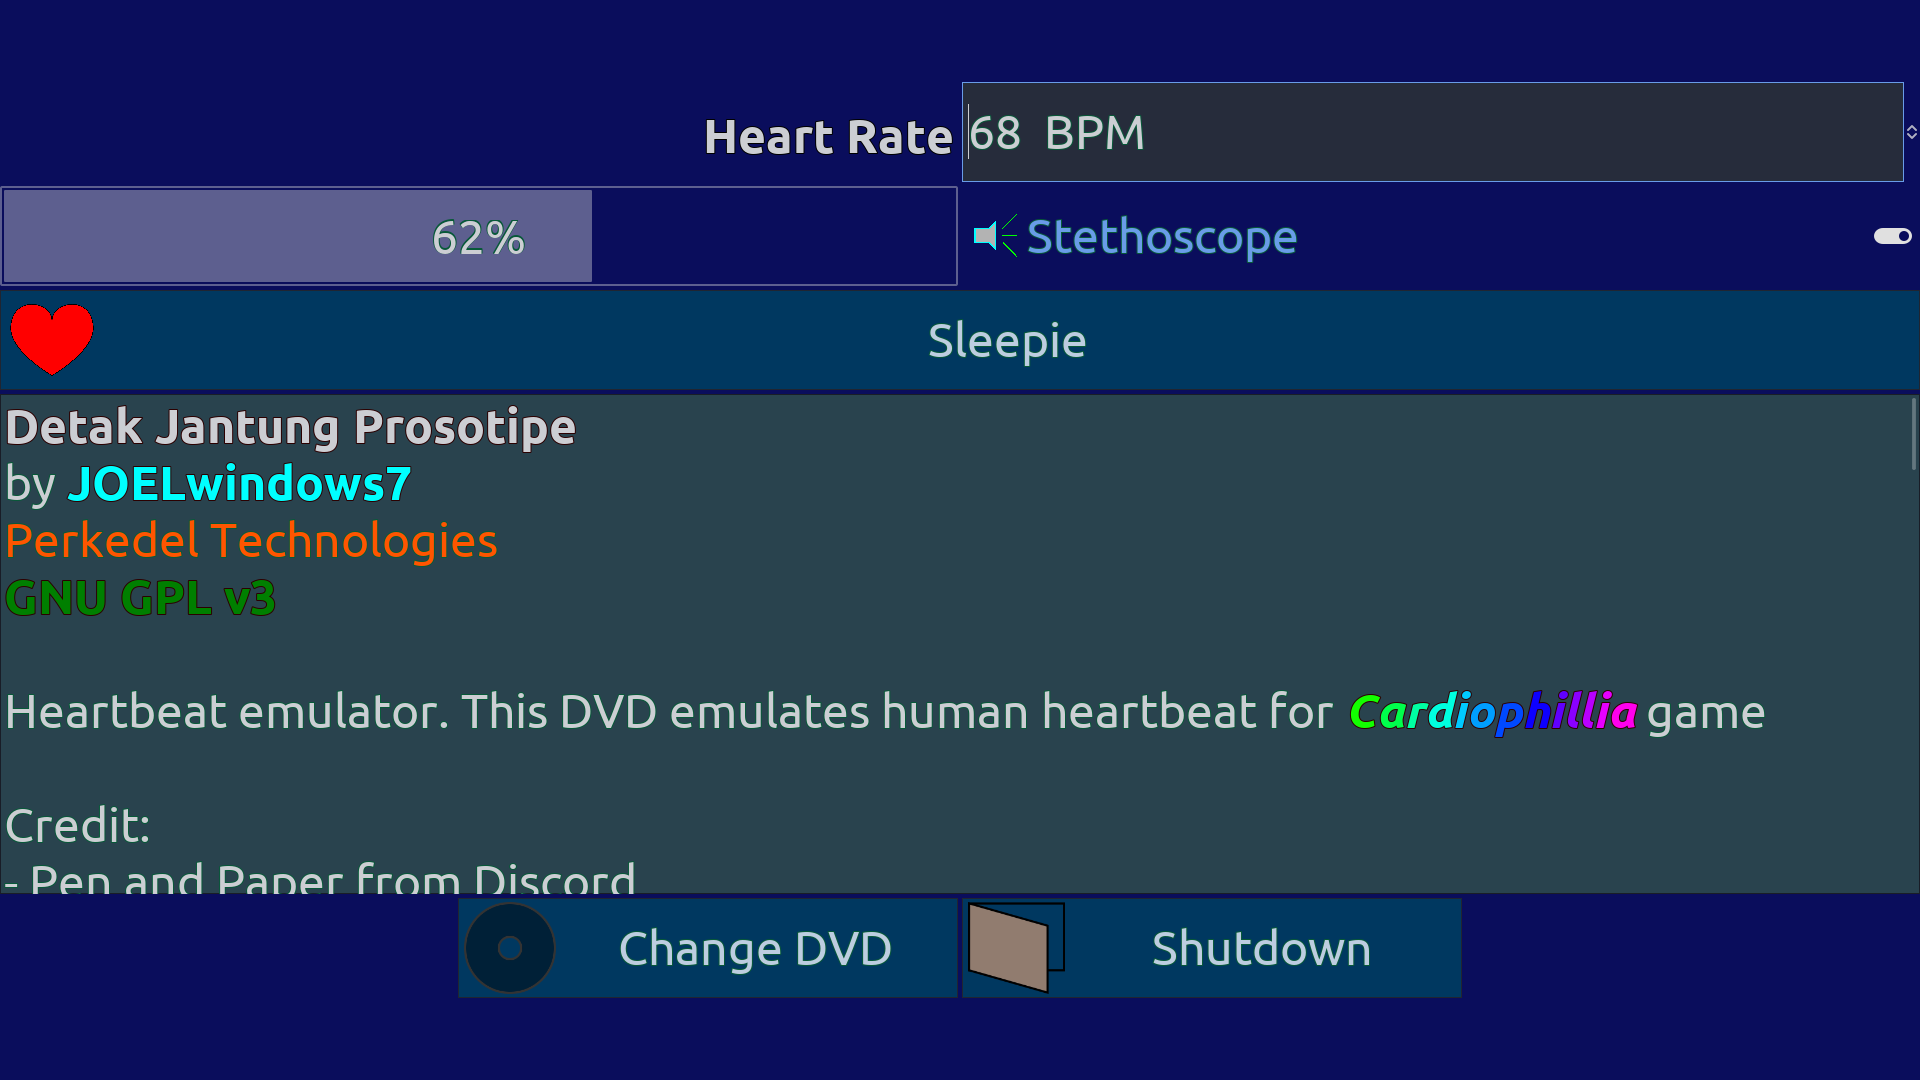 Heart Rate 68 BPM
62% Stethoscope
Sleepie
Detak Jantung Prosotipe
by JOELwindows7
Perkedel Technologies
GNU GPL v3
Heartbeat emulator. This DVD emulates human heartbeat for Cardiophillia game
Credit:
- Pen and Paper from Discord
Change DVD Shutdown